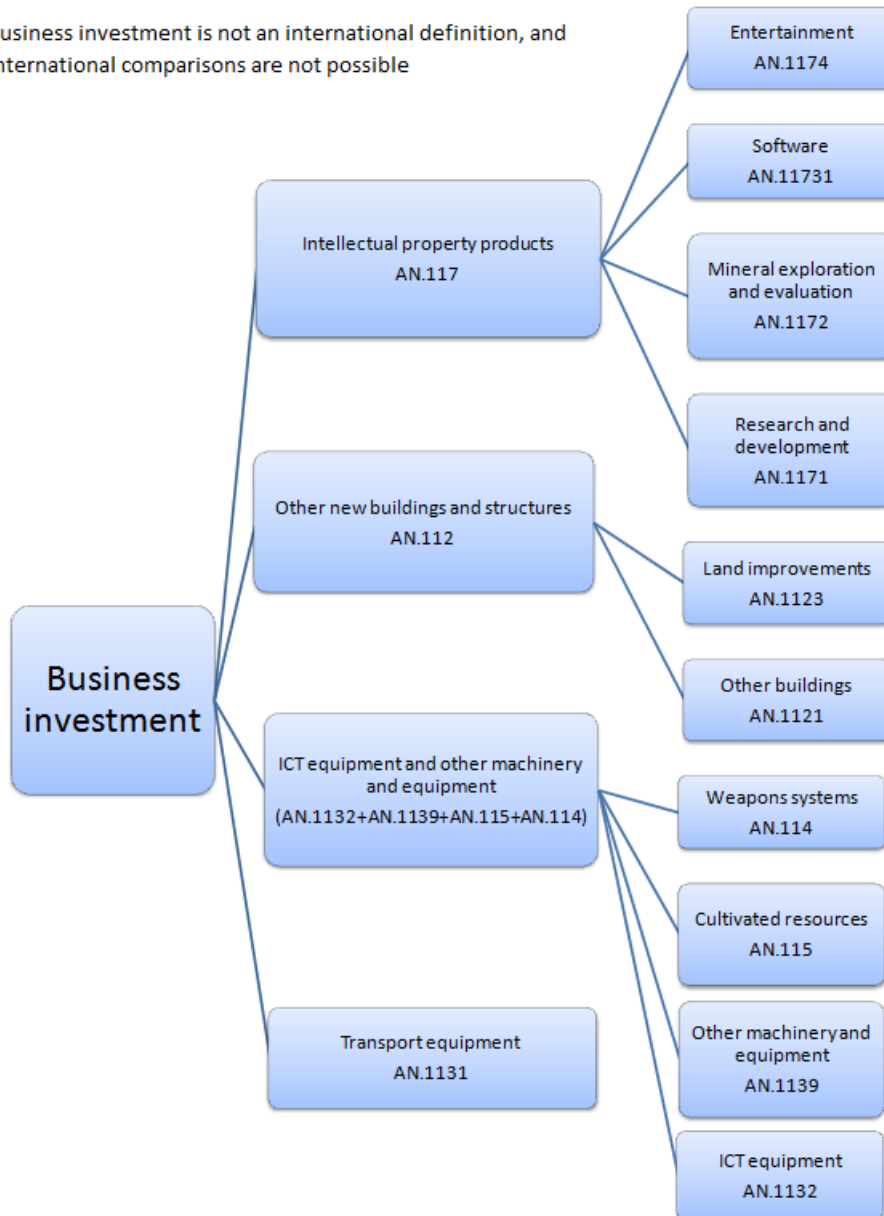 usiness investment is not an international definition, and
nternational comparisons are not possible
Entertainment
AN.1174
Software
AN.11731
Intellectual property products
AN.117
Mineral exploration
and evaluation
AN.1172
Research and
development
AN.1171
Other new buildings and structures
AN.112
Land improvements
AN.1123
Other buildings
AN.1121
Business
investment
ICT equipment and other machinery
and equipment
(AN.1132+AN.1139+AN.115+AN.114)
Weapons systems
AN.114
Cultivated resources
AN.115
Other machinery and
equipment
AN.1139
Transport equipment
AN.1131
ICT equipment
AN.1132